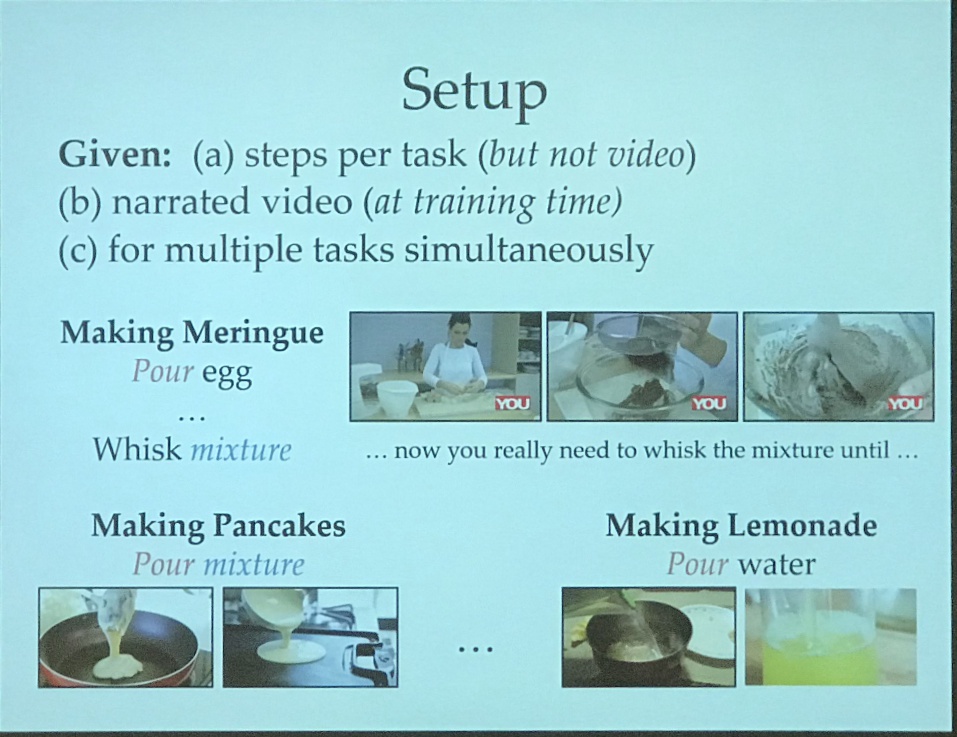 Setup
Given: (a) steps per task (but not video)
(b) narrated video (at training time)
(c) for multiple tasks simultaneously
Making Meringue
Pour egg
...
Whisk mixture
YOU
YOU
YOU
... now you really need to whisk the mixture until ...
Making Pancakes
Pour mixture
...
Making Lemonade
Pour water